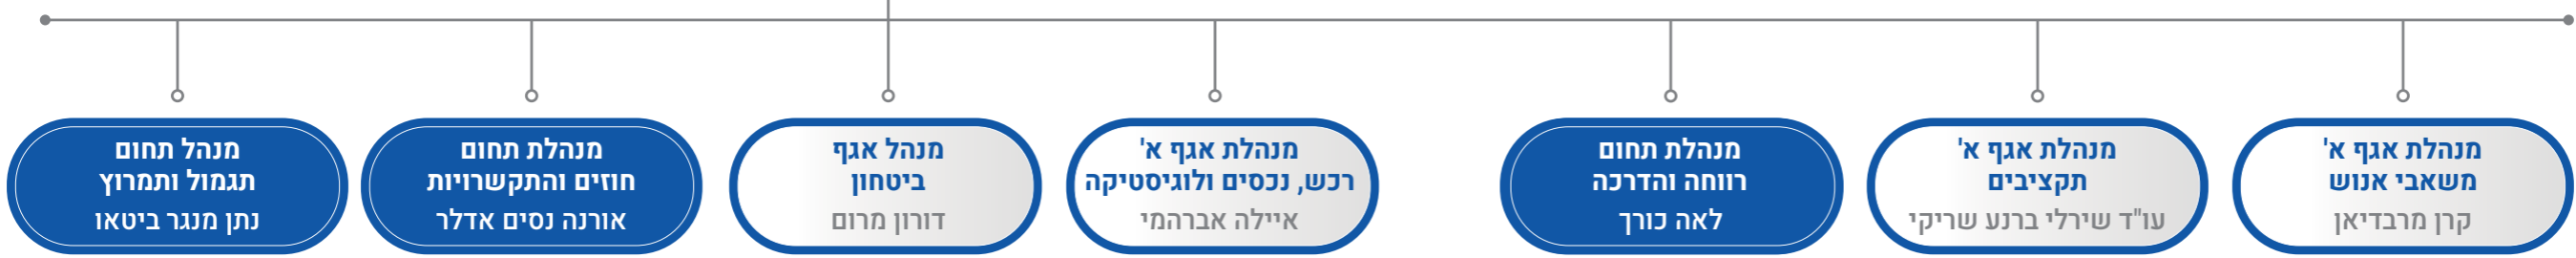 מנהלת אגף א'
משאבי אנוש
קרן מרבדיאן
מנהלת אגף א'
תקציבים
עו"ד שירלי ברנע שריקי
מנהלת תחום
רווחה והדרכה
לאה כורך
מנהלת אגף א'
רכש, נכסים ולוגיסטיקה
איילה אברהמי
מנהל אגף
ביטחון
דורון מרום
מנהלת תחום
חוזים והתקשרויות
אורנה נסים אדלר
מנהל תחום
תגמול ותמרוץ
נתן מנגר ביטאו